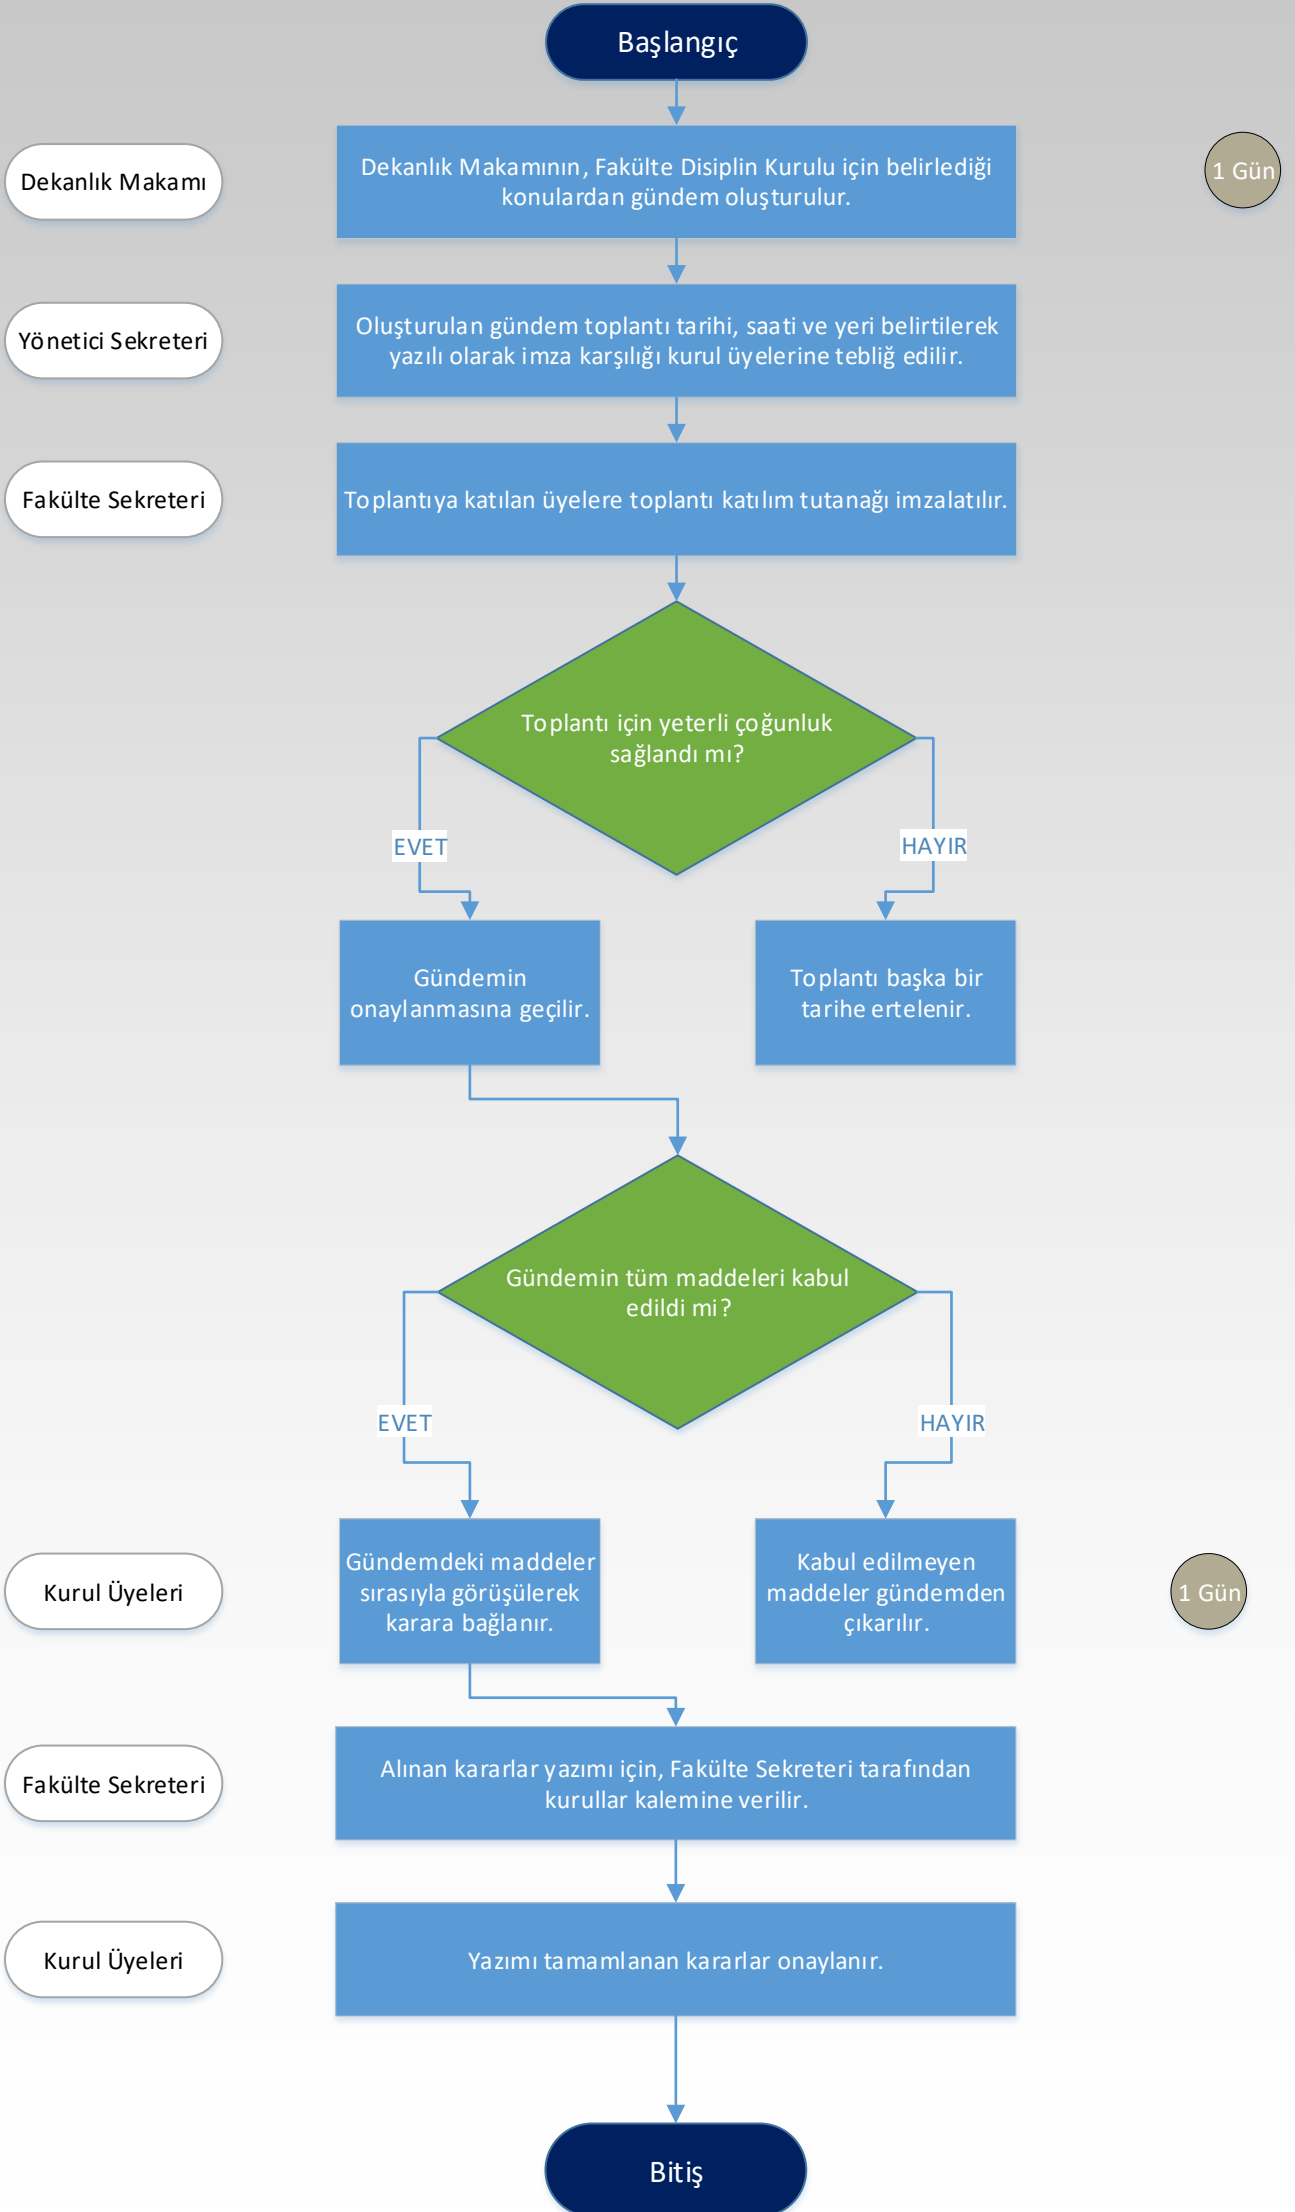 Başlangıç
Dekanlık Makamı
Dekanlık Makamının, Fakülte Disiplin Kurulu için belirlediği
konulardan gündem oluşturulur.
1 Gün
Yönetici Sekreteri
Oluşturulan gündem toplantı tarihi, saati ve yeri belirtilerek
yazılı olarak imza karşılığı kurul üyelerine tebliğ edilir.
Fakülte Sekreteri
Toplantıya katılan üyelere toplantı katılım tutanağı imzalatılır.
Toplantı için yeterli çoğunluk
sağlandı mı?
EVET
HAYIR
Gündemin
onaylanmasına geçilir.
Toplantı başka bir
tarihe ertelenir.
Gündemin tüm maddeleri kabul
edildi mi?
EVET
HAYIR
Kurul Üyeleri
Gündemdeki maddeler
sırasıyla görüşülerek
karara bağlanır.
Kabul edilmeyen
maddeler gündemden
çıkarılır.
1 Gün
Fakülte Sekreteri
Alınan kararlar yazımı için, Fakülte Sekreteri tarafından
kurullar kalemine verilir.
Kurul Üyeleri
Yazımı tamamlanan kararlar onaylanır.
Bitiş